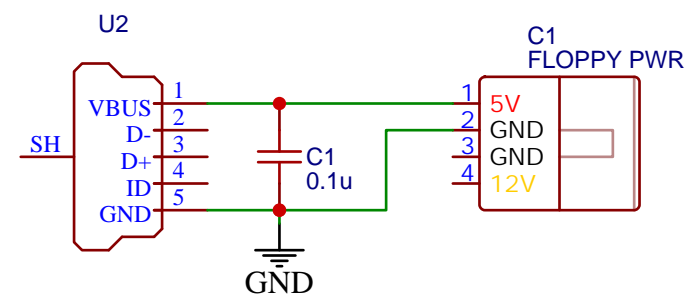 U2
C1
FLOPPY PWR
SH
VBUS 1
D- 2
D+ 3
ID 4
GND 5
C1
0.1u
1 5V
2 GND
3 GND
4 12V
GND